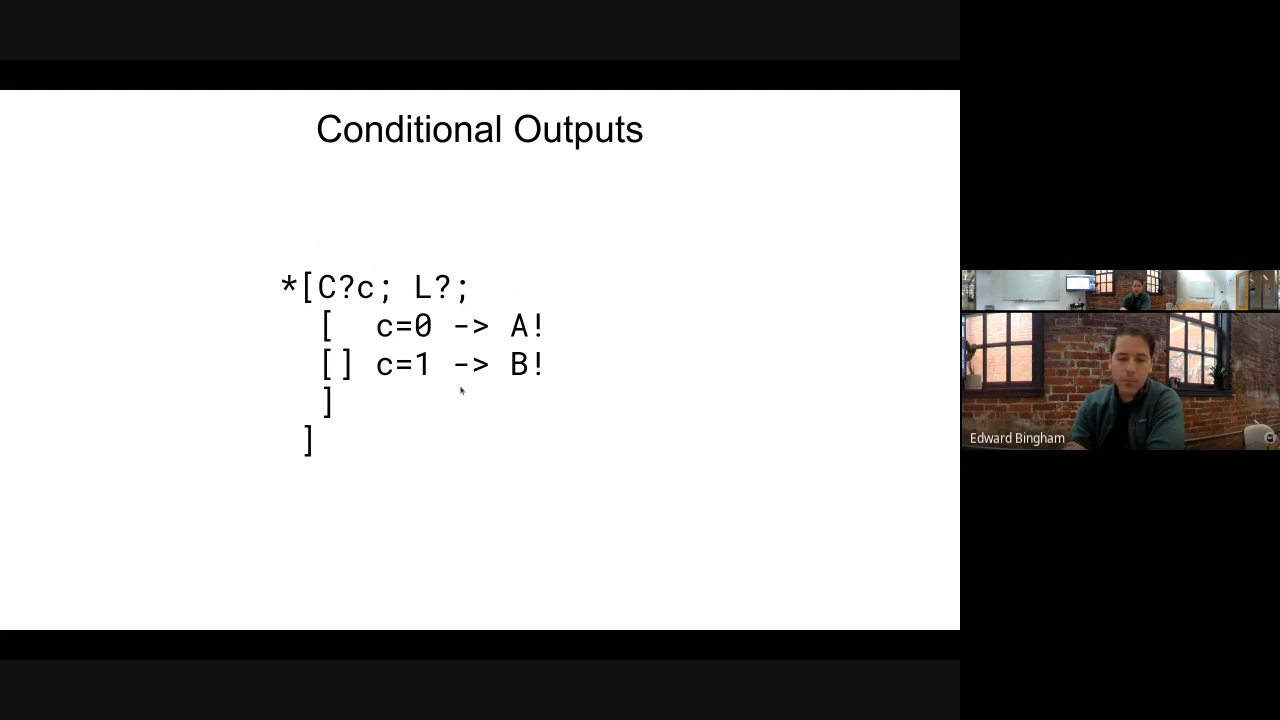 Conditional Outputs
*[C?c; L?;
[ c=0 -> A!
[] c=1 -> B!
]
]
Edward Bingham